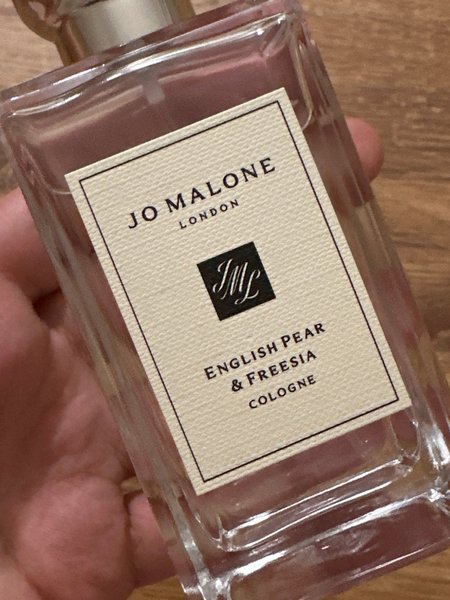 JO MALONE
LONDON
JML
ENGLISH PEAR
& FREESIA
COLOGNE